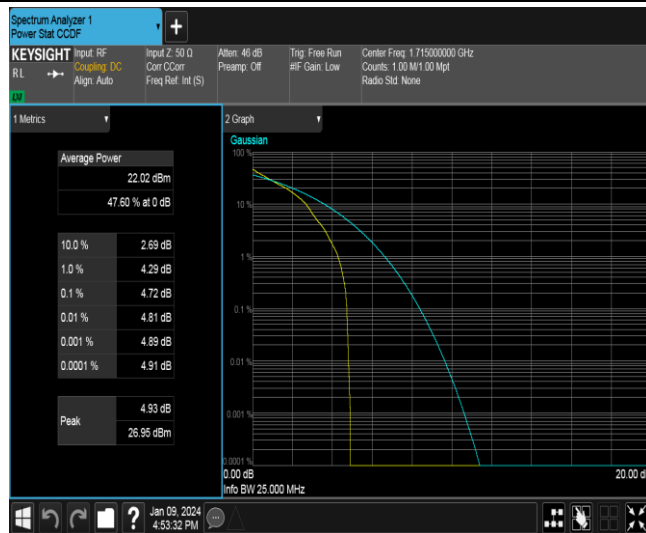 Spectrum Analyzer 1
Power Stat CCDF
KEYSIGHT
RL
LXI
Input: RF
Coupling: DC
Align: Auto
Input Z: 50 Ω
Corr CCorr
Freq Ref: Int (S)
Atten: 46 dB
Preamp: Off
Trig: Free Run
#IF Gain: Low
Center Freq: 1.715000000 GHz
Counts: 1.00 M/1.00 Mpt
Radio Std: None
1 Metrics
Average Power
22.02 dBm
47.60 % at 0 dB
10.0 % 2.69 dB
1.0 % 4.29 dB
0.1 % 4.72 dB
0.01 % 4.81 dB
0.001 % 4.89 dB
0.0001 % 4.91 dB
Peak
4.93 dB
26.95 dBm
2 Graph
Gaussian
100 %
10 %
1 %
0.1 %
0.01 %
0.001 %
0.0001 %
0.00 dB
20.00 d
Info BW 25.000 MHz
?
Jan 09, 2024
4:53:32 PM